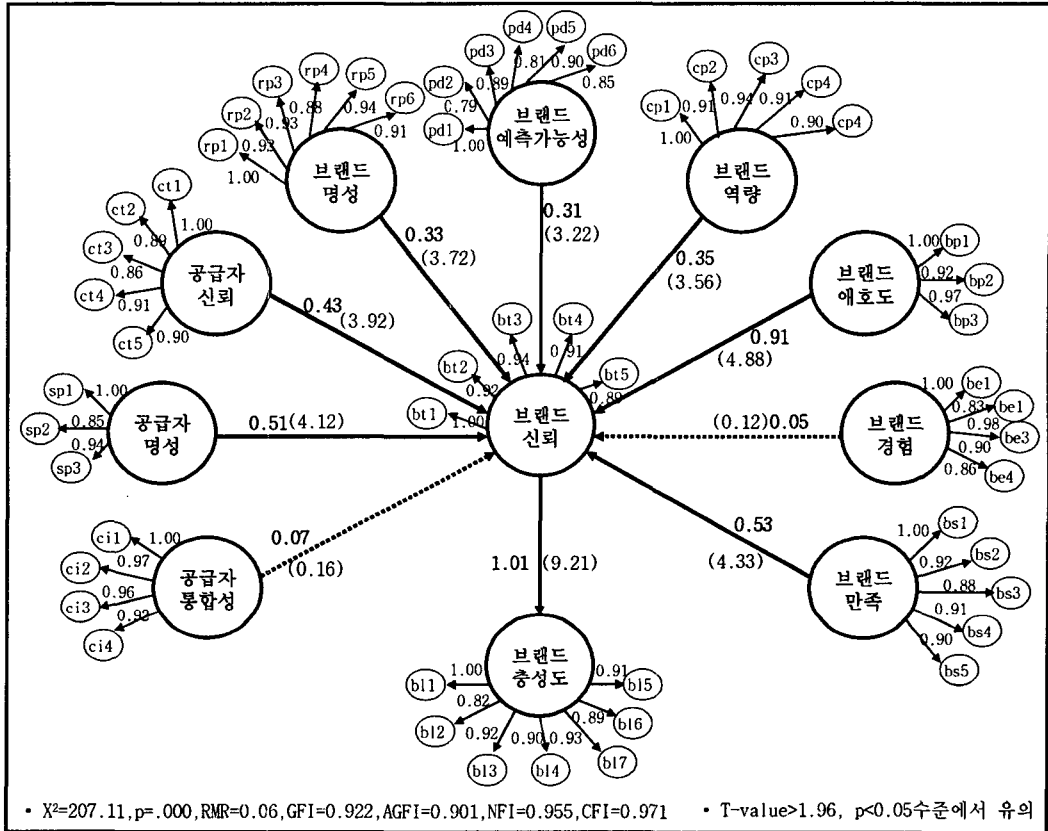 pd4
pd5
pd3
0.81
0.90
pd6
pd2
0.89
0.85
0.79
pd1
1.00
브랜드
예측가능성
rp4
rp3
rp5
0.88
0.94
rp6
rp2
0.93
0.91
rp1
0.93
1.00
브랜드
명성
cp2
cp3
cp1
0.91
0.94
0.91
cp4
1.00
0.90
cp4
브랜드
역량
ct1
ct2
1.00
0.89
ct3
0.86
ct4
0.91
0.90
ct5
공급자
신뢰
1.00
bp1
0.92
bp2
0.97
bp3
브랜드
애호도
0.33
(3.72)
0.31
(3.22)
0.35
(3.56)
0.43
(3.92)
0.91
(4.88)
bt3
bt4
bt2
0.94
0.91
bt5
0.92
0.89
bt1
1.00
브랜드
신뢰
sp1
1.00
sp2
0.85
0.94
sp3
공급자
명성
0.51(4.12)
(0.12)0.05
브랜드
경험
1.00
be1
0.83
be1
0.98
be3
0.90
0.86
be4
ci1
1.00
ci2
0.97
0.96
ci3
0.92
ci4
공급자
통합성
0.07
(0.16)
0.53
(4.33)
브랜드
만족
1.00
bs1
0.92
bs2
0.88
bs3
0.91
bs4
0.90
bs5
1.01 (9.21)
브랜드
충성도
1.00
0.91
bl1
bl5
0.82
0.89
bl6
bl2
0.92
0.90
0.93
bl7
bl3
bl4
• X²=207.11,p=.000,RMR=0.06,GFI=0.922,AGFI=0.901,NFI=0.955,CFI=0.971 • T-value>1.96, p<0.05수준에서 유의